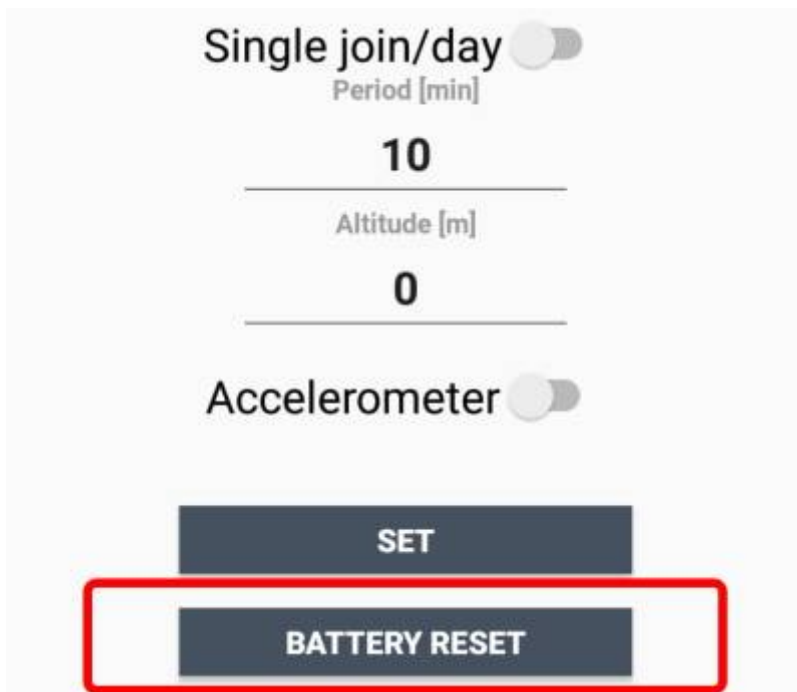 Single join/day
Period [min]
10
Altitude [m]
0
Accelerometer
SET
BATTERY RESET